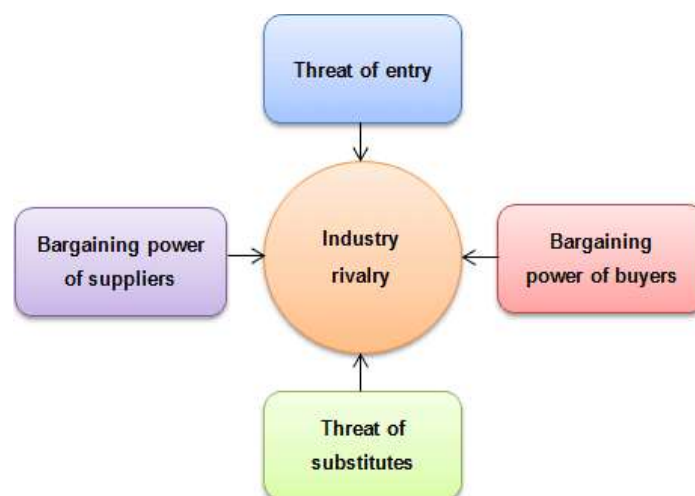 Threat of entry
Bargaining power
of suppliers
Industry
rivalry
Bargaining
power of buyers
Threat of
substitutes